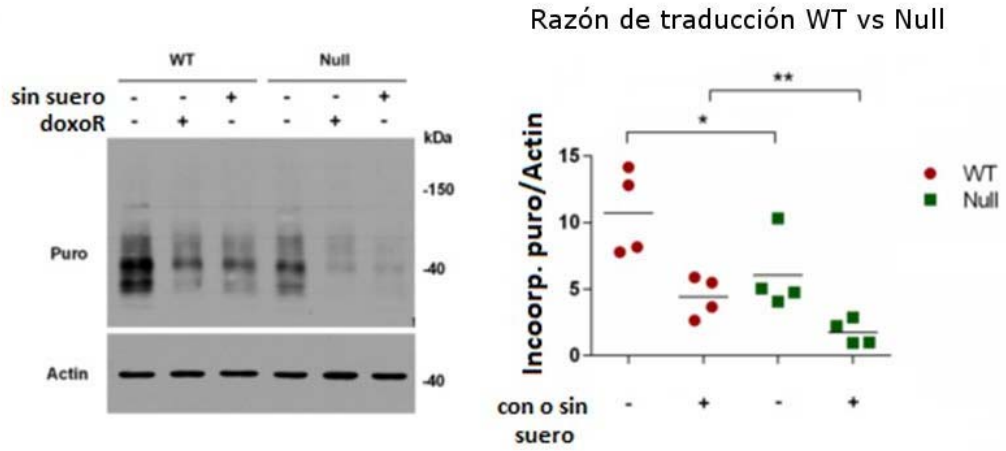 Razón de traducción WT vs Null
WT Null
sin suero - - + - - +
doxoR - + - - + -
kDa
-150
Puro
-40
Actin
-40
* **
Incoorp. puro/Actin
15
10
5
0
WT
Null
- + - +
con o sin
suero